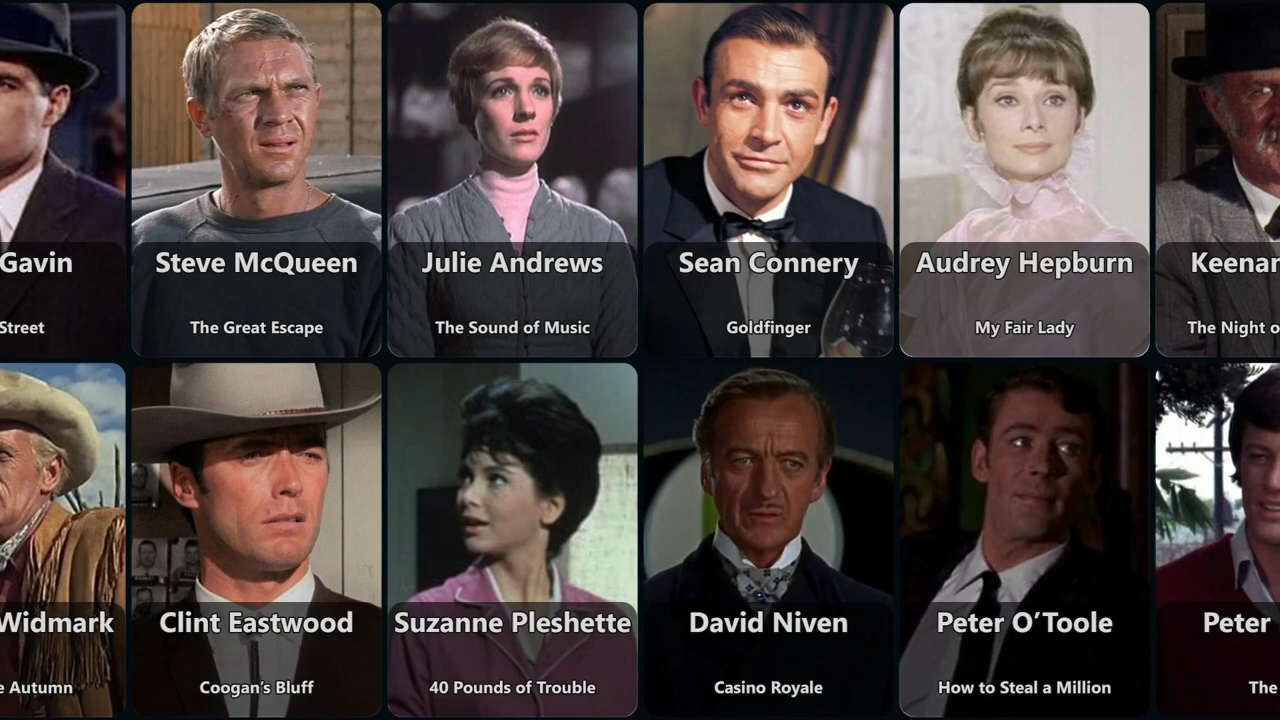 Gavin
Street
Steve McQueen
The Great Escape
Julie Andrews
The Sound of Music
Sean Connery
Goldfinger
Audrey Hepburn
My Fair Lady
Keenan
The Night o
Widmark
e Autumn
Clint Eastwood
Coogan's Bluff
Suzanne Pleshette
40 Pounds of Trouble
David Niven
Casino Royale
Peter O'Toole
How to Steal a Million
Peter
The